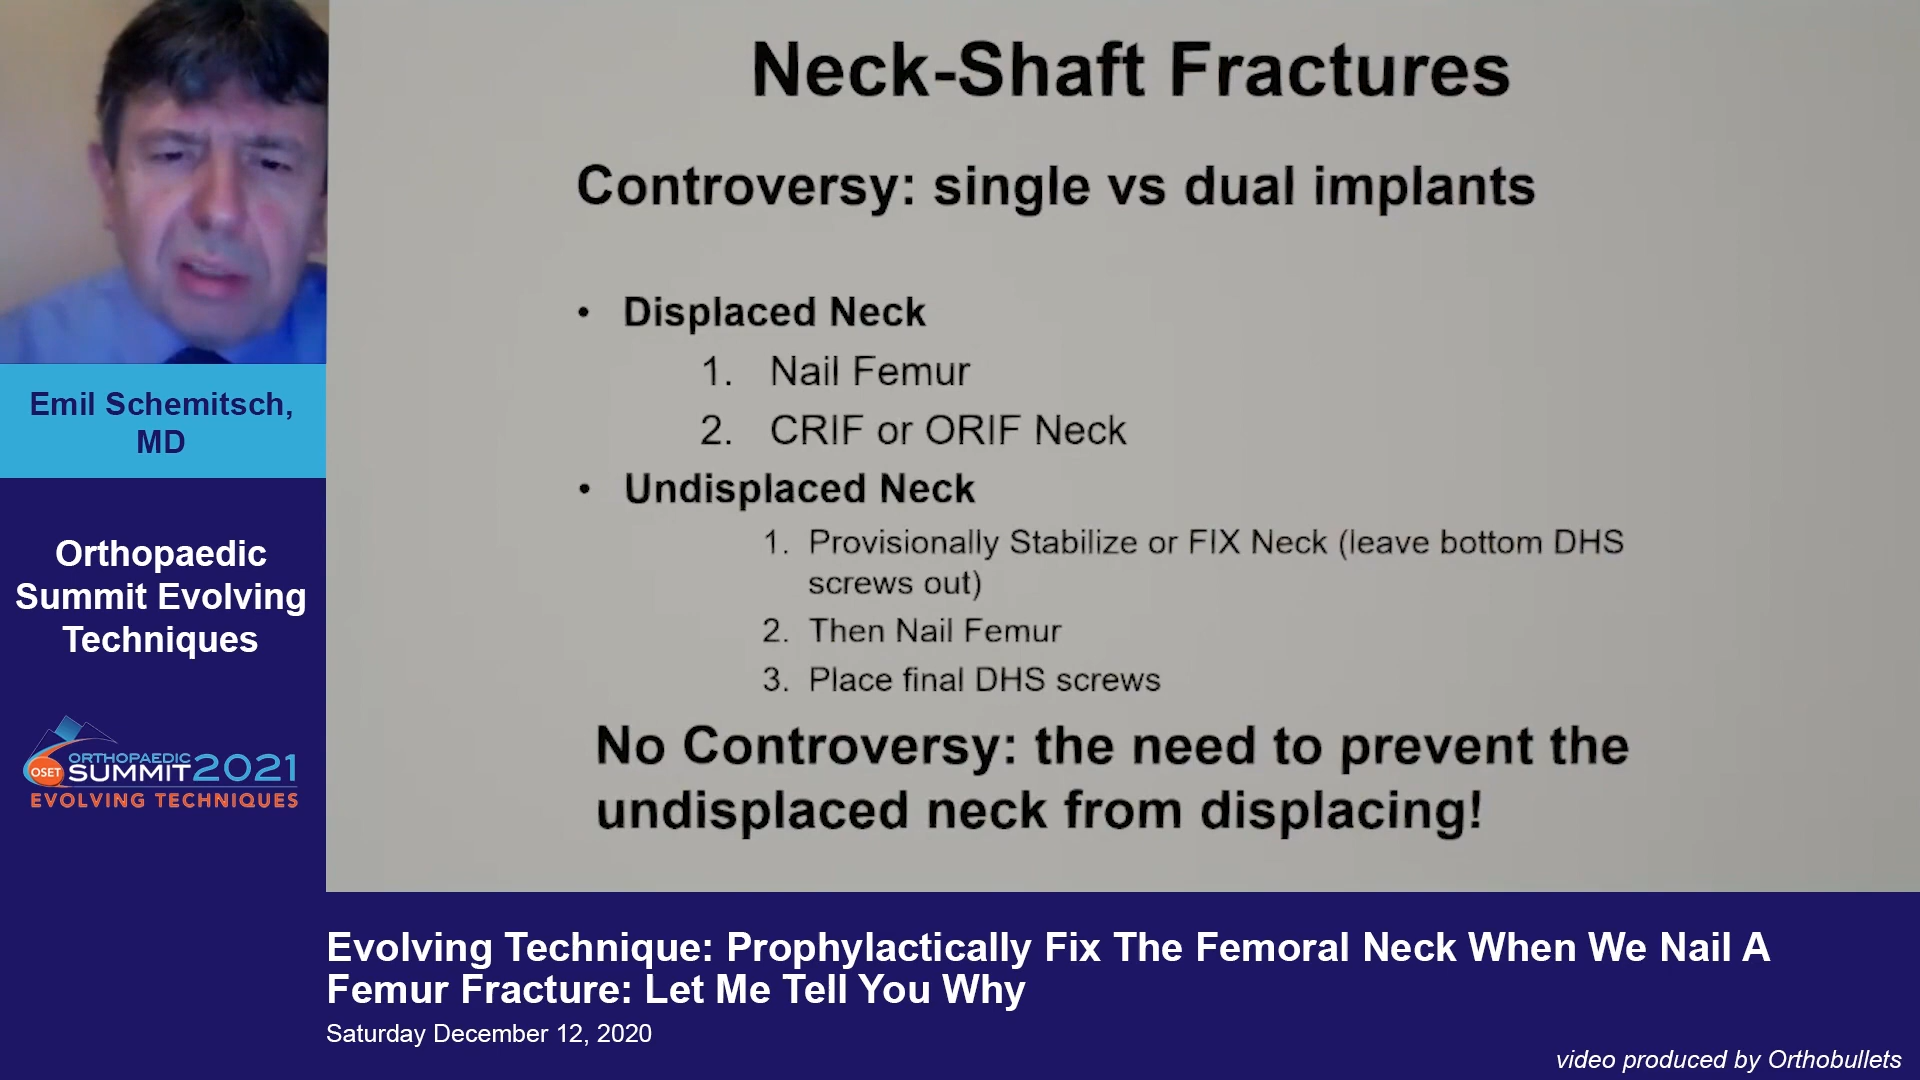 Neck-Shaft Fractures
Controversy: single vs dual implants
• Displaced Neck
1. Nail Femur
2. CRIF or ORIF Neck
• Undisplaced Neck
1. Provisionally Stabilize or FIX Neck (leave bottom DHS
screws out)
2. Then Nail Femur
3. Place final DHS screws
No Controversy: the need to prevent the
undisplaced neck from displacing!
Emil Schemitsch,
MD
Orthopaedic
Summit Evolving
Techniques
ORTHOPAEDIC
OSET SUMMIT2021
EVOLVING TECHNIQUES
Evolving Technique: Prophylactically Fix The Femoral Neck When We Nail A
Femur Fracture: Let Me Tell You Why
Saturday December 12, 2020
video produced by Orthobullets